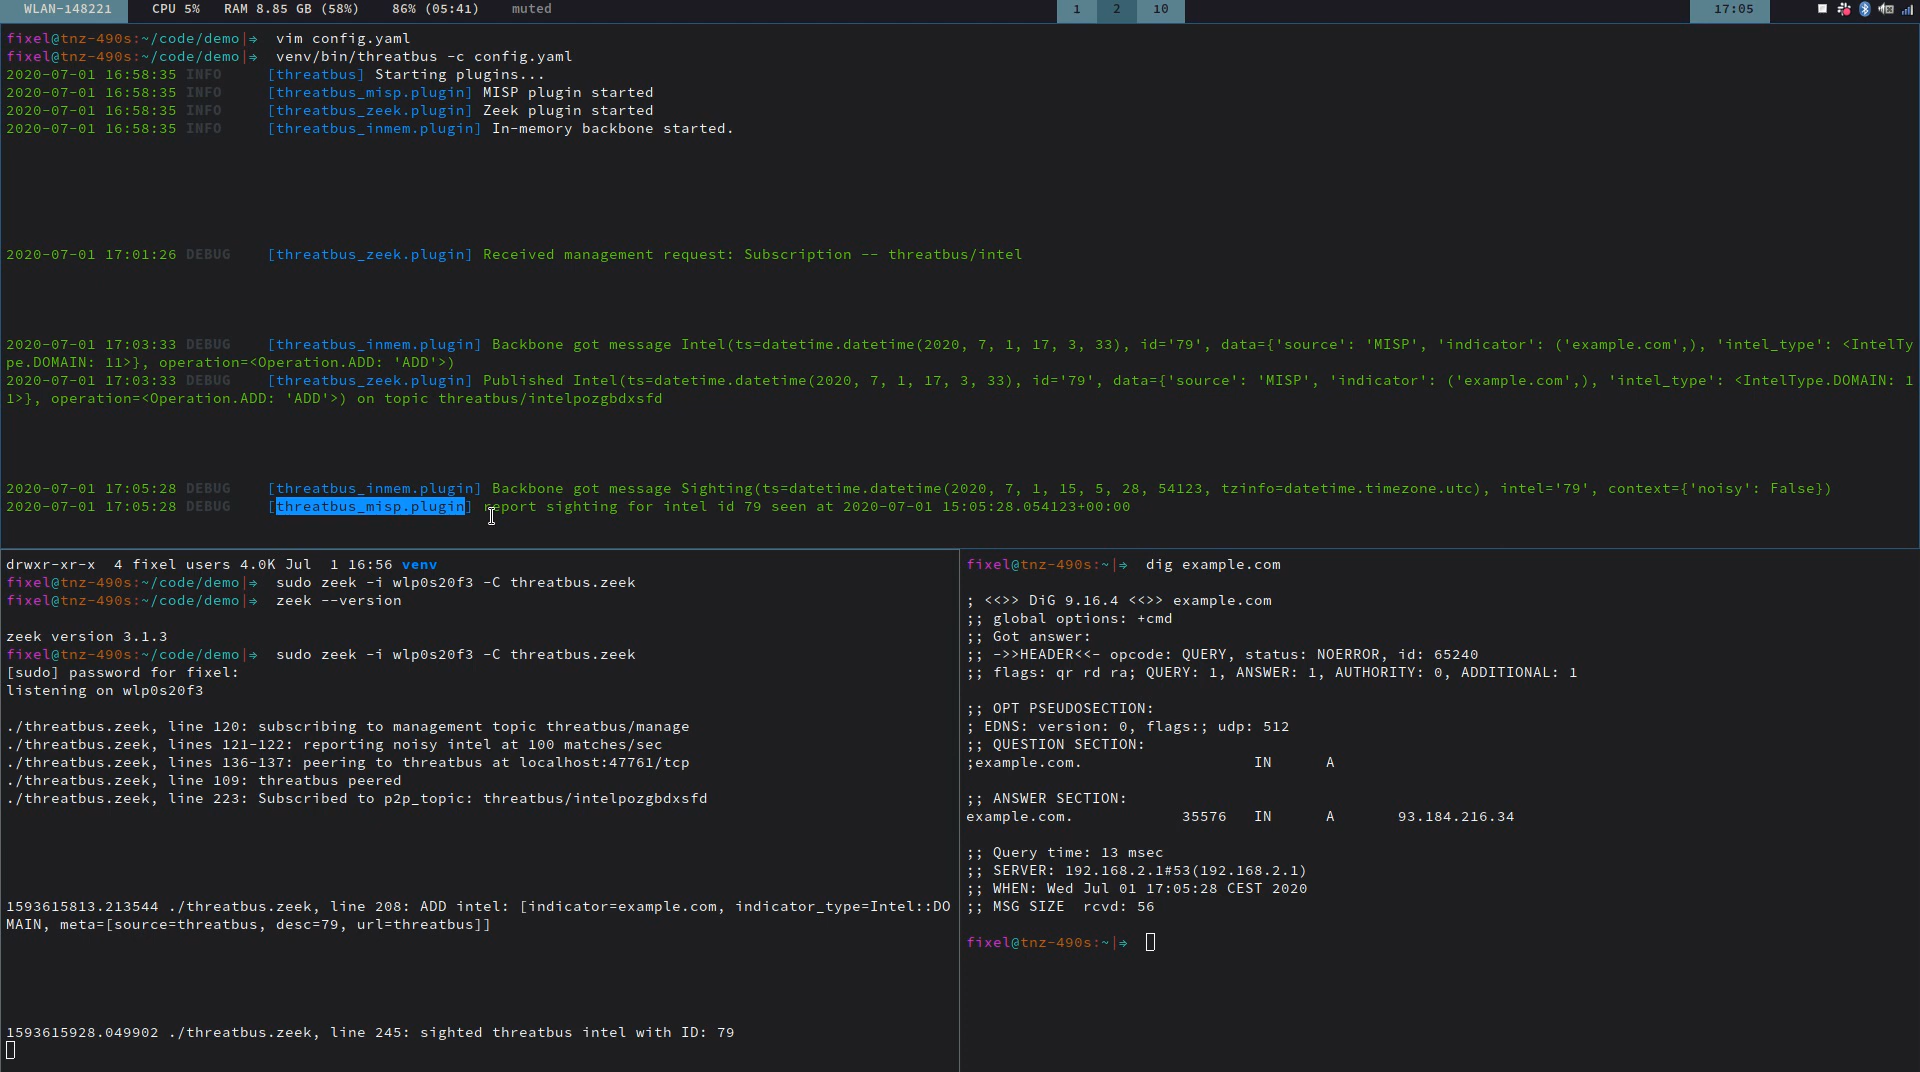 WLAN-148221 CPU 5% RAM 8.85 GB (58%) 86% (05:41) muted 1 2 10 17:05
fixel@tnz-490s:~/code/demo|⇒ vim config.yaml
fixel@tnz-490s:~/code/demo|⇒ venv/bin/threatbus -c config.yaml
2020-07-01 16:58:35 INFO [threatbus] Starting plugins...
2020-07-01 16:58:35 INFO [threatbus_misp.plugin] MISP plugin started
2020-07-01 16:58:35 INFO [threatbus_zeek.plugin] Zeek plugin started
2020-07-01 16:58:35 INFO [threatbus_inmem.plugin] In-memory backbone started.
2020-07-01 17:01:26 DEBUG [threatbus_zeek.plugin] Received management request: Subscription -- threatbus/intel
2020-07-01 17:03:33 DEBUG [threatbus_inmem.plugin] Backbone got message Intel(ts=datetime.datetime(2020, 7, 1, 17, 3, 33), id='79', data={'source': 'MISP', 'indicator': ('example.com',), 'intel_type': <IntelTy
pe.DOMAIN: 11>}, operation=<Operation.ADD: 'ADD'>)
2020-07-01 17:03:33 DEBUG [threatbus_zeek.plugin] Published Intel(ts=datetime.datetime(2020, 7, 1, 17, 3, 33), id='79', data={'source': 'MISP', 'indicator': ('example.com',), 'intel_type': <IntelType.DOMAIN: 1
1>}, operation=<Operation.ADD: 'ADD'>) on topic threatbus/intelpozgbdxsfd
2020-07-01 17:05:28 DEBUG [threatbus_inmem.plugin] Backbone got message Sighting(ts=datetime.datetime(2020, 7, 1, 15, 5, 28, 54123, tzinfo=datetime.timezone.utc), intel='79', context={'noisy': False})
2020-07-01 17:05:28 DEBUG [threatbus_misp.plugin] report sighting for intel id 79 seen at 2020-07-01 15:05:28.054123+00:00
drwxr-xr-x 4 fixel users 4.0K Jul 1 16:56 venv
fixel@tnz-490s:~/code/demo|⇒ sudo zeek -i wlp0s20f3 -C threatbus.zeek
fixel@tnz-490s:~/code/demo|⇒ zeek --version
zeek version 3.1.3
fixel@tnz-490s:~/code/demo|⇒ sudo zeek -i wlp0s20f3 -C threatbus.zeek
[sudo] password for fixel:
listening on wlp0s20f3
./threatbus.zeek, line 120: subscribing to management topic threatbus/manage
./threatbus.zeek, lines 121-122: reporting noisy intel at 100 matches/sec
./threatbus.zeek, lines 136-137: peering to threatbus at localhost:47761/tcp
./threatbus.zeek, line 109: threatbus peered
./threatbus.zeek, line 223: Subscribed to p2p_topic: threatbus/intelpozgbdxsfd
1593615813.213544 ./threatbus.zeek, line 208: ADD intel: [indicator=example.com, indicator_type=Intel::DO
MAIN, meta=[source=threatbus, desc=79, url=threatbus]]
1593615928.049902 ./threatbus.zeek, line 245: sighted threatbus intel with ID: 79
fixel@tnz-490s:~|⇒ dig example.com
; <<>> DiG 9.16.4 <<>> example.com
;; global options: +cmd
;; Got answer:
;; ->>HEADER<<- opcode: QUERY, status: NOERROR, id: 65240
;; flags: qr rd ra; QUERY: 1, ANSWER: 1, AUTHORITY: 0, ADDITIONAL: 1
;; OPT PSEUDOSECTION:
; EDNS: version: 0, flags:; udp: 512
;; QUESTION SECTION:
;example.com. IN A
;; ANSWER SECTION:
example.com. 35576 IN A 93.184.216.34
;; Query time: 13 msec
;; SERVER: 192.168.2.1#53(192.168.2.1)
;; WHEN: Wed Jul 01 17:05:28 CEST 2020
;; MSG SIZE rcvd: 56
fixel@tnz-490s:~|⇒